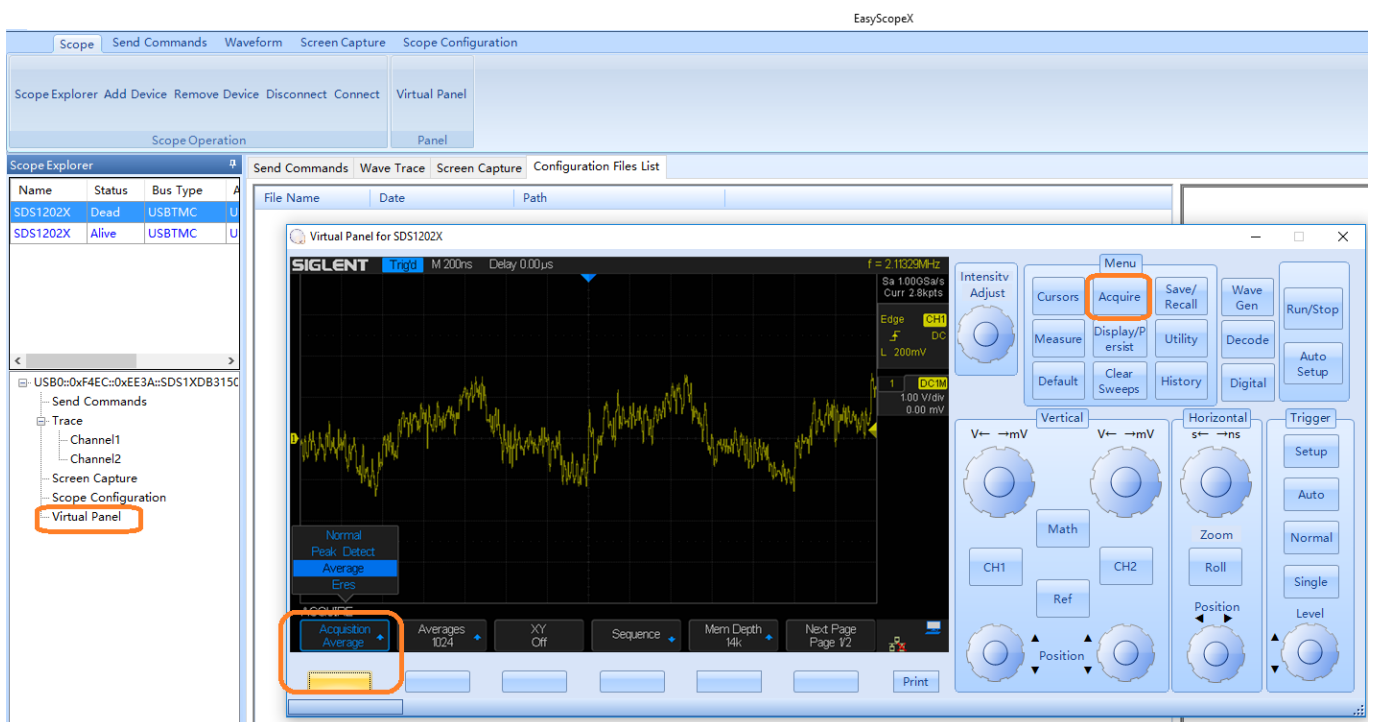 EasyScopeX
Scope Send Commands Waveform Screen Capture Scope Configuration
Scope Explorer Add Device Remove Device Disconnect Connect Virtual Panel
Scope Operation Panel
Scope Explorer
Name Status Bus Type A
SDS1202X Dead USBTMC U
SDS1202X Alive USBTMC U
USB0::0xF4EC::0xEE3A::SDS1XDB3150
Send Commands
Trace
Channel1
Channel2
Screen Capture
Scope Configuration
Virtual Panel
Send Commands Wave Trace Screen Capture Configuration Files List
File Name Date Path
Virtual Panel for SDS1202X
SIGLENT Trig'd M 200ns Delay 0.00µs f = 2.11329MHz
Sa 1.00GSa/s
Curr 2.8kpts
Edge CH1
DC
L 200mV
1 DC1M
1.00 V/div
0.00 mV
Normal
Peak Detect
Average
Eres
ACQUIRE
Acquisition
Average
Averages
1024
XY
Off
Sequence
Mem Depth
14k
Next Page
Page 1/2
Print
Intensity
Adjust
Menu
Cursors
Acquire
Save/
Recall
Measure
Display/P
ersist
Utility
Default
Clear
Sweeps
History
Wave
Gen
Decode
Digital
Run/Stop
Auto
Setup
Vertical
V← →mV V← →mV
Math
CH1
CH2
Ref
Position
Horizontal
s← →ns
Zoom
Roll
Position
Trigger
Setup
Auto
Normal
Single
Level